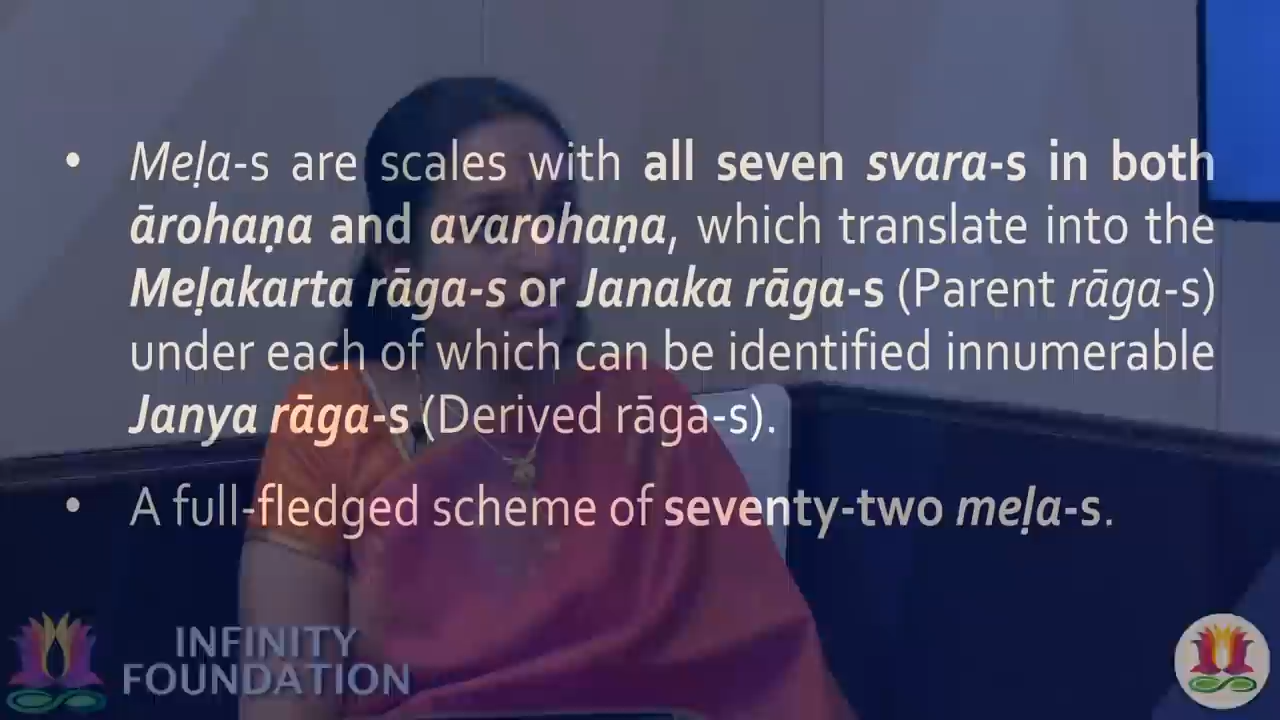 • Meḷa-s are scales with all seven svara-s in both
ārohaṇa and avarohaṇa, which translate into the
Meḷakarta rāga-s or Janaka rāga-s (Parent rāga-s)
under each of which can be identified innumerable
Janya rāga-s (Derived rāga-s).
• A full-fledged scheme of seventy-two meḷa-s.
INFINITY
FOUNDATION